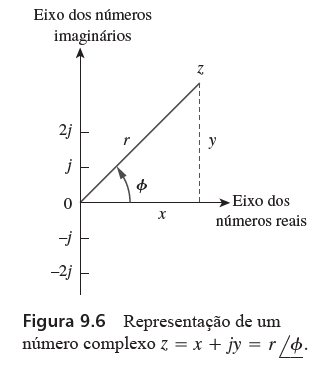 Eixo dos números
imaginários
z
2j
r
y
j
ϕ
0
Eixo dos
x
números reais
–j
–2j
Figura 9.6 Representação de um
número complexo z = x + jy = r /ϕ.